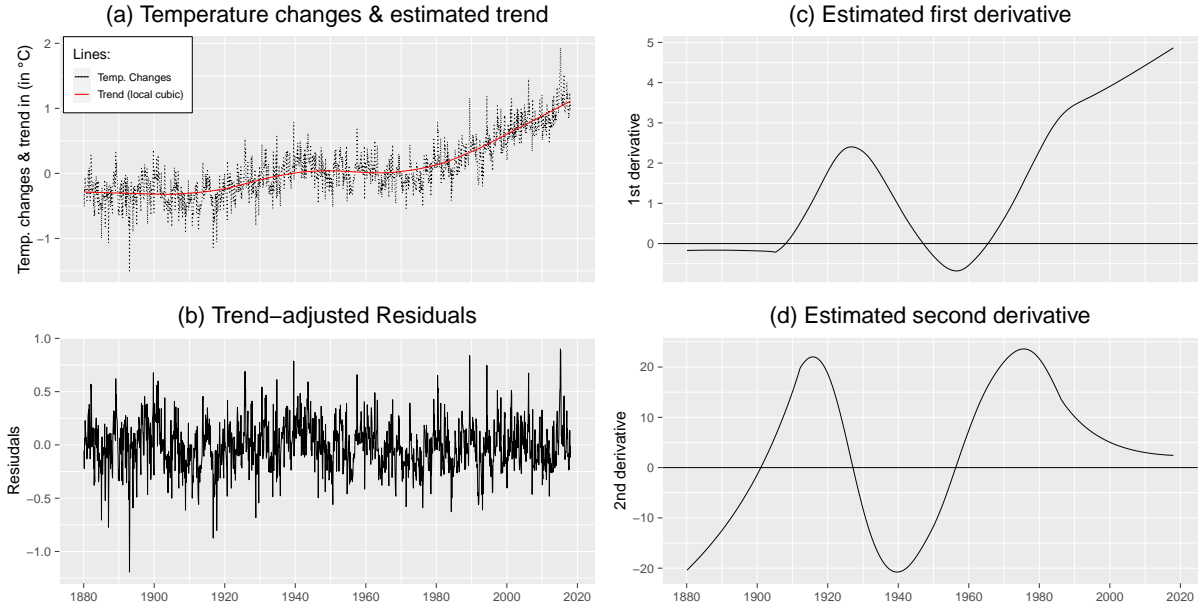 (a) Temperature changes & estimated trend
Temp. changes & trend in (in °C)
2
1
0
−1
Lines:
Temp. Changes
Trend (local cubic)
(c) Estimated first derivative
1st derivative
5
4
3
2
1
0
(b) Trend−adjusted Residuals
Resiudals
1.0
0.5
0.0
−0.5
−1.0
1880 1900 1920 1940 1960 1980 2000 2020
(d) Estimated second derivative
2nd derivative
20
10
0
−10
−20
1880 1900 1920 1940 1960 1980 2000 2020